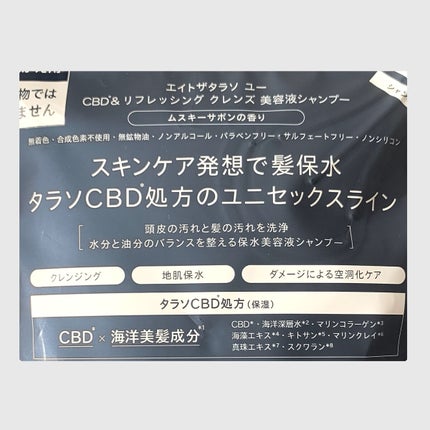 物では
ません
シャン
エイトザタラソ ユー
CBD*& リフレッシング クレンズ 美容液シャンプー
ムスキーサボンの香り
無着色・合成色素不使用・無鉱物油・ノンアルコール・パラベンフリー・サルフェートフリー・ノンシリコン
スキンケア発想で髪保水
タラソCBD*処方のユニセックスライン
頭皮の汚れと髪の汚れを洗浄
水分と油分のバランスを整える保水美容液シャンプー
クレンジング 地肌保水 ダメージによる空洞化ケア
タラソCBD*処方(保湿)
CBD*×海洋美髪成分*1
CBD*・海洋深層水*2・マリンコラーゲン*3
海藻エキス*4・キトサン*5・マリンクレイ*6
真珠エキス*7・スクワラン*8